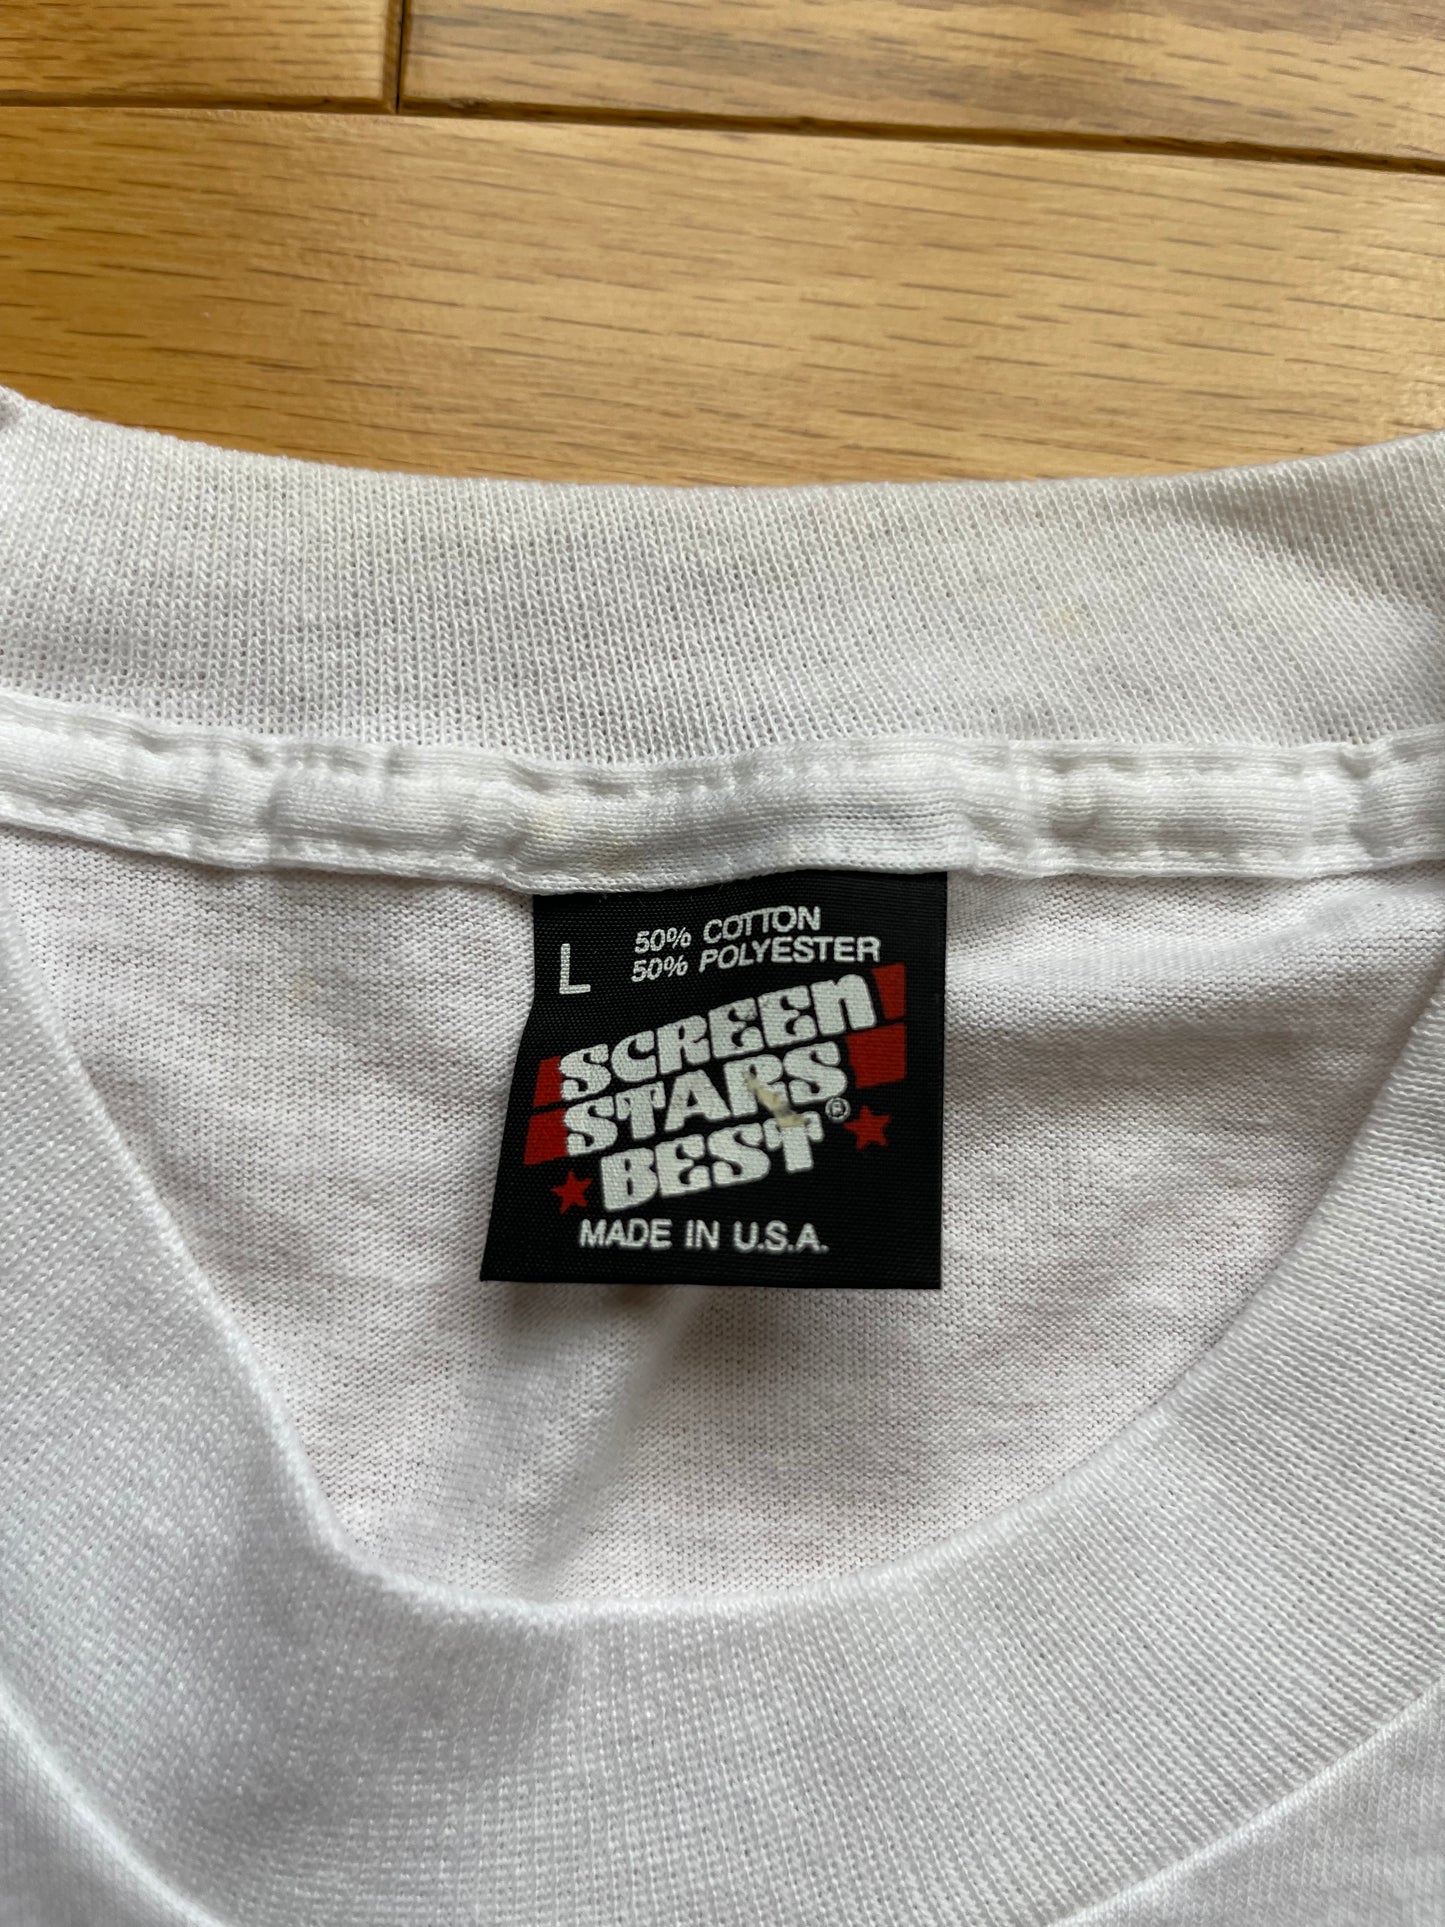 L
50% COTTON
50% POLYESTER
SCREEN
STARS
BEST®
MADE IN U.S.A.